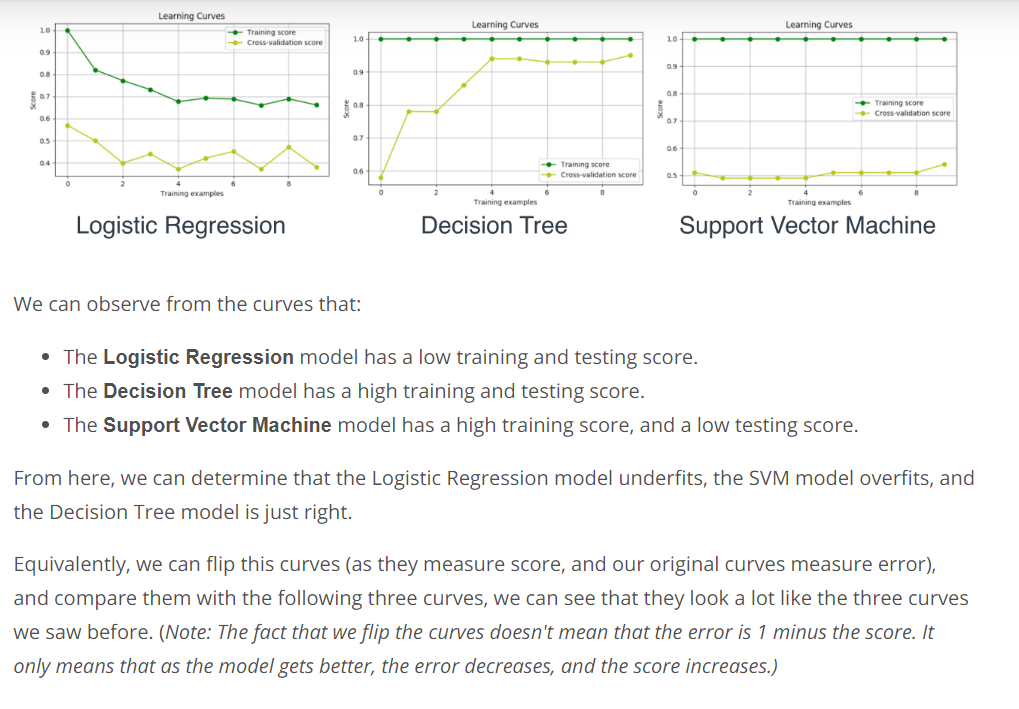 Learning Curves
Training score
Cross-validation score
1.0
0.9
0.8
0.7
0.6
0.5
0.4
Score
0 2 4 6 8
Training examples
Logistic Regression
Learning Curves
1.0
0.9
0.8
0.7
0.6
Score
Training score
Cross-validation score
0 2 4 6 8
Training examples
Decision Tree
Learning Curves
1.0
0.9
0.8
0.7
0.6
0.5
Score
Training score
Cross-validation score
0 2 4 6 8
Training examples
Support Vector Machine
We can observe from the curves that:
• The Logistic Regression model has a low training and testing score.
• The Decision Tree model has a high training and testing score.
• The Support Vector Machine model has a high training score, and a low testing score.
From here, we can determine that the Logistic Regression model underfits, the SVM model overfits, and
the Decision Tree model is just right.
Equivalently, we can flip this curves (as they measure score, and our original curves measure error),
and compare them with the following three curves, we can see that they look a lot like the three curves
we saw before. (Note: The fact that we flip the curves doesn't mean that the error is 1 minus the score. It
only means that as the model gets better, the error decreases, and the score increases.)